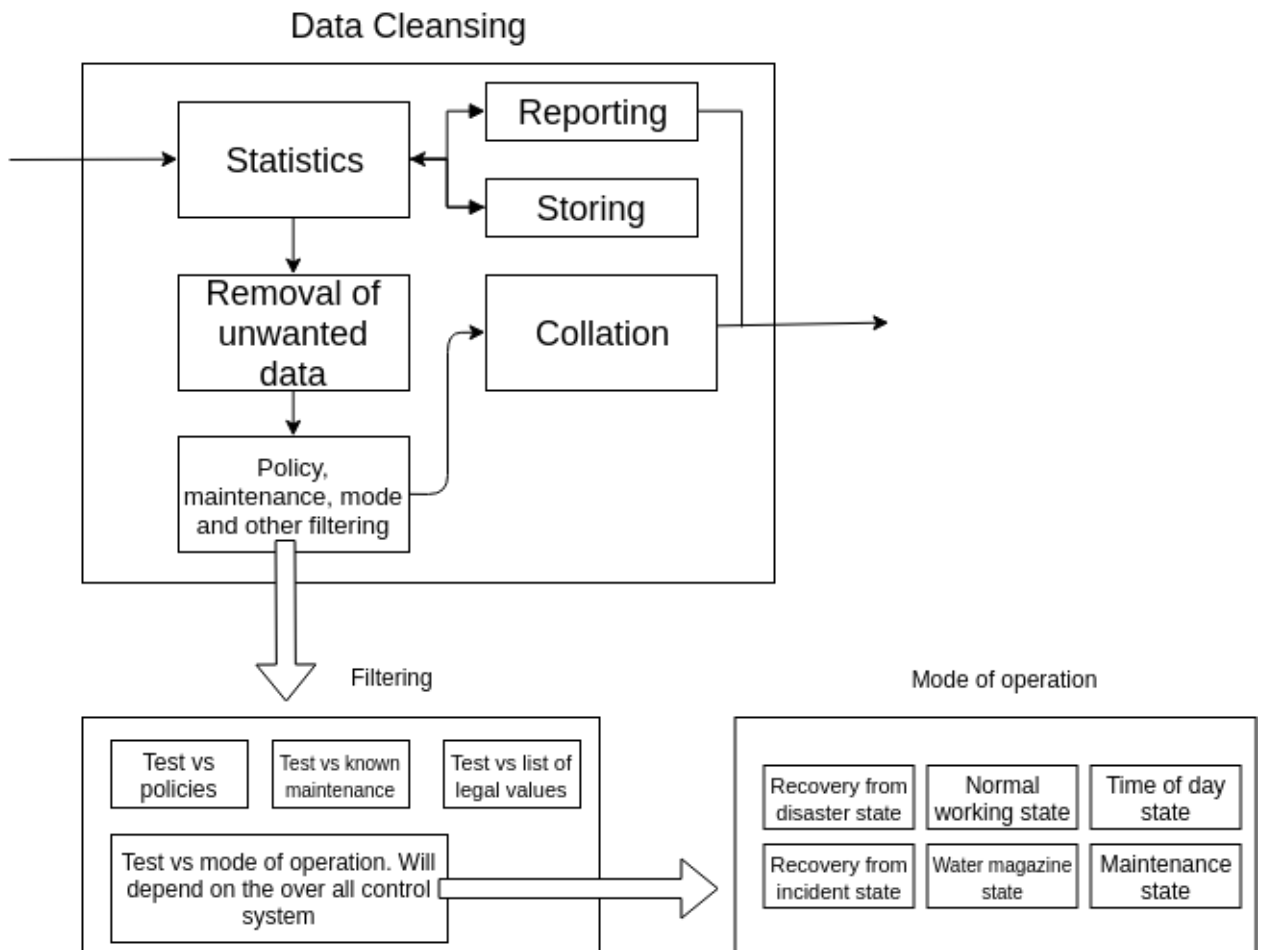 Data Cleansing
Statistics
Reporting
Storing
Removal of
unwanted
data
Collation
Policy,
maintenance, mode
and other filtering
Filtering
Mode of operation
Test vs
policies
Test vs known
maintenance
Test vs list of
legal values
Test vs mode of operation. Will
depend on the over all control
system
Recovery from
disaster state
Normal
working state
Time of day
state
Recovery from
incident state
Water magazine
state
Maintenance
state